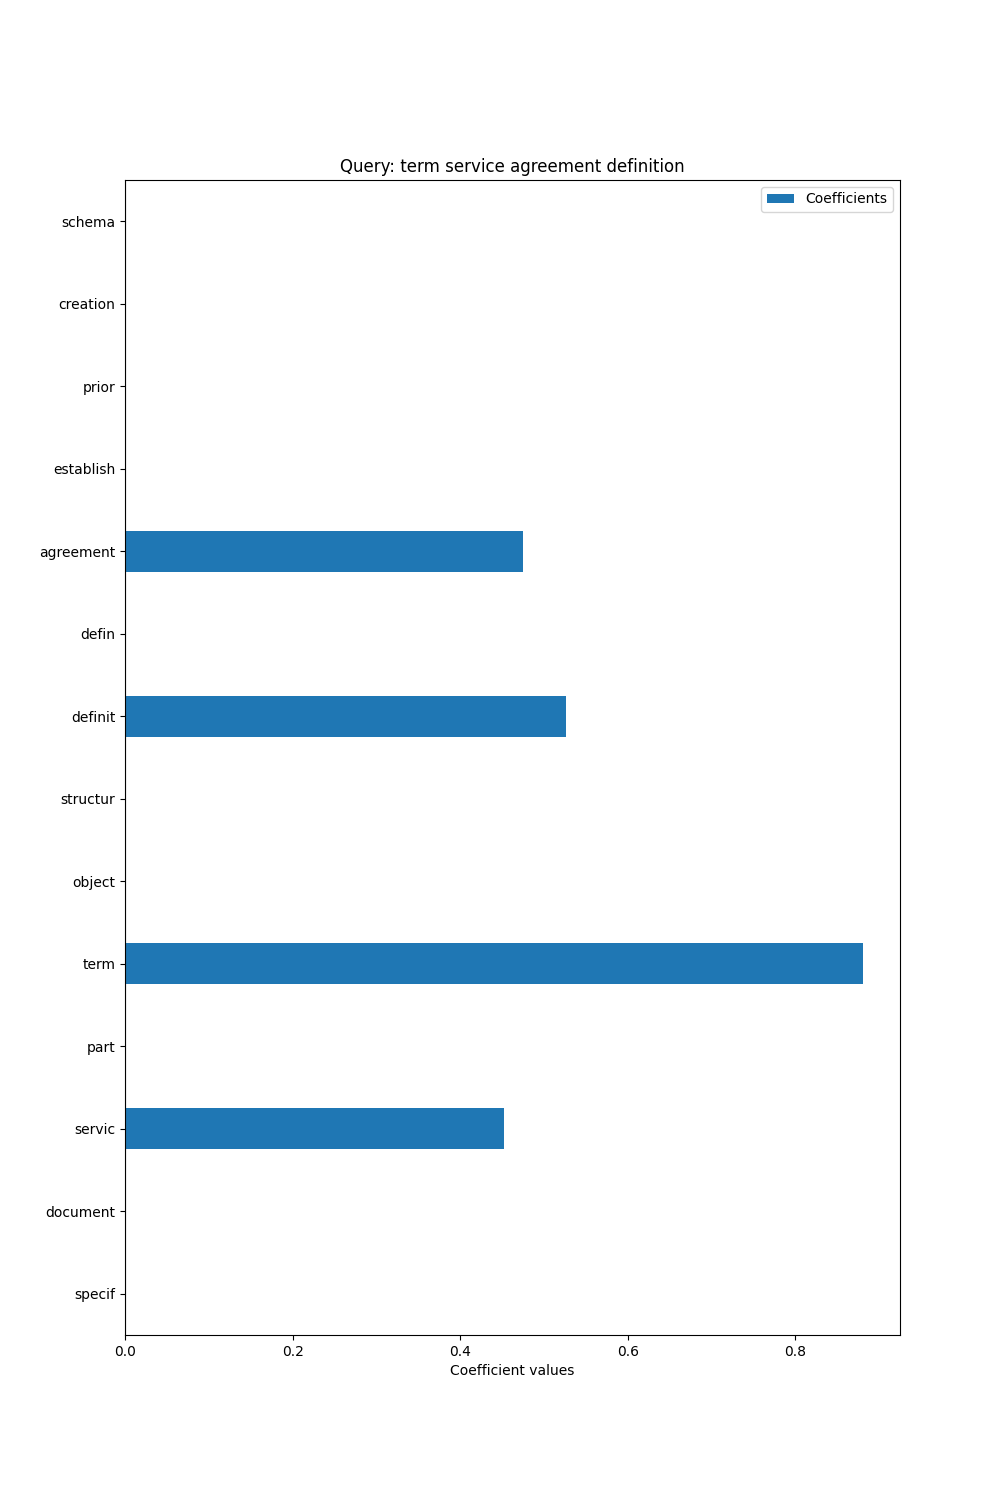 Query: term service agreement definition
Coefficients
schema
creation
prior
establish
agreement
defin
definit
structur
object
term
part
servic
document
specif
0.0 0.2 0.4 0.6 0.8
Coefficient values